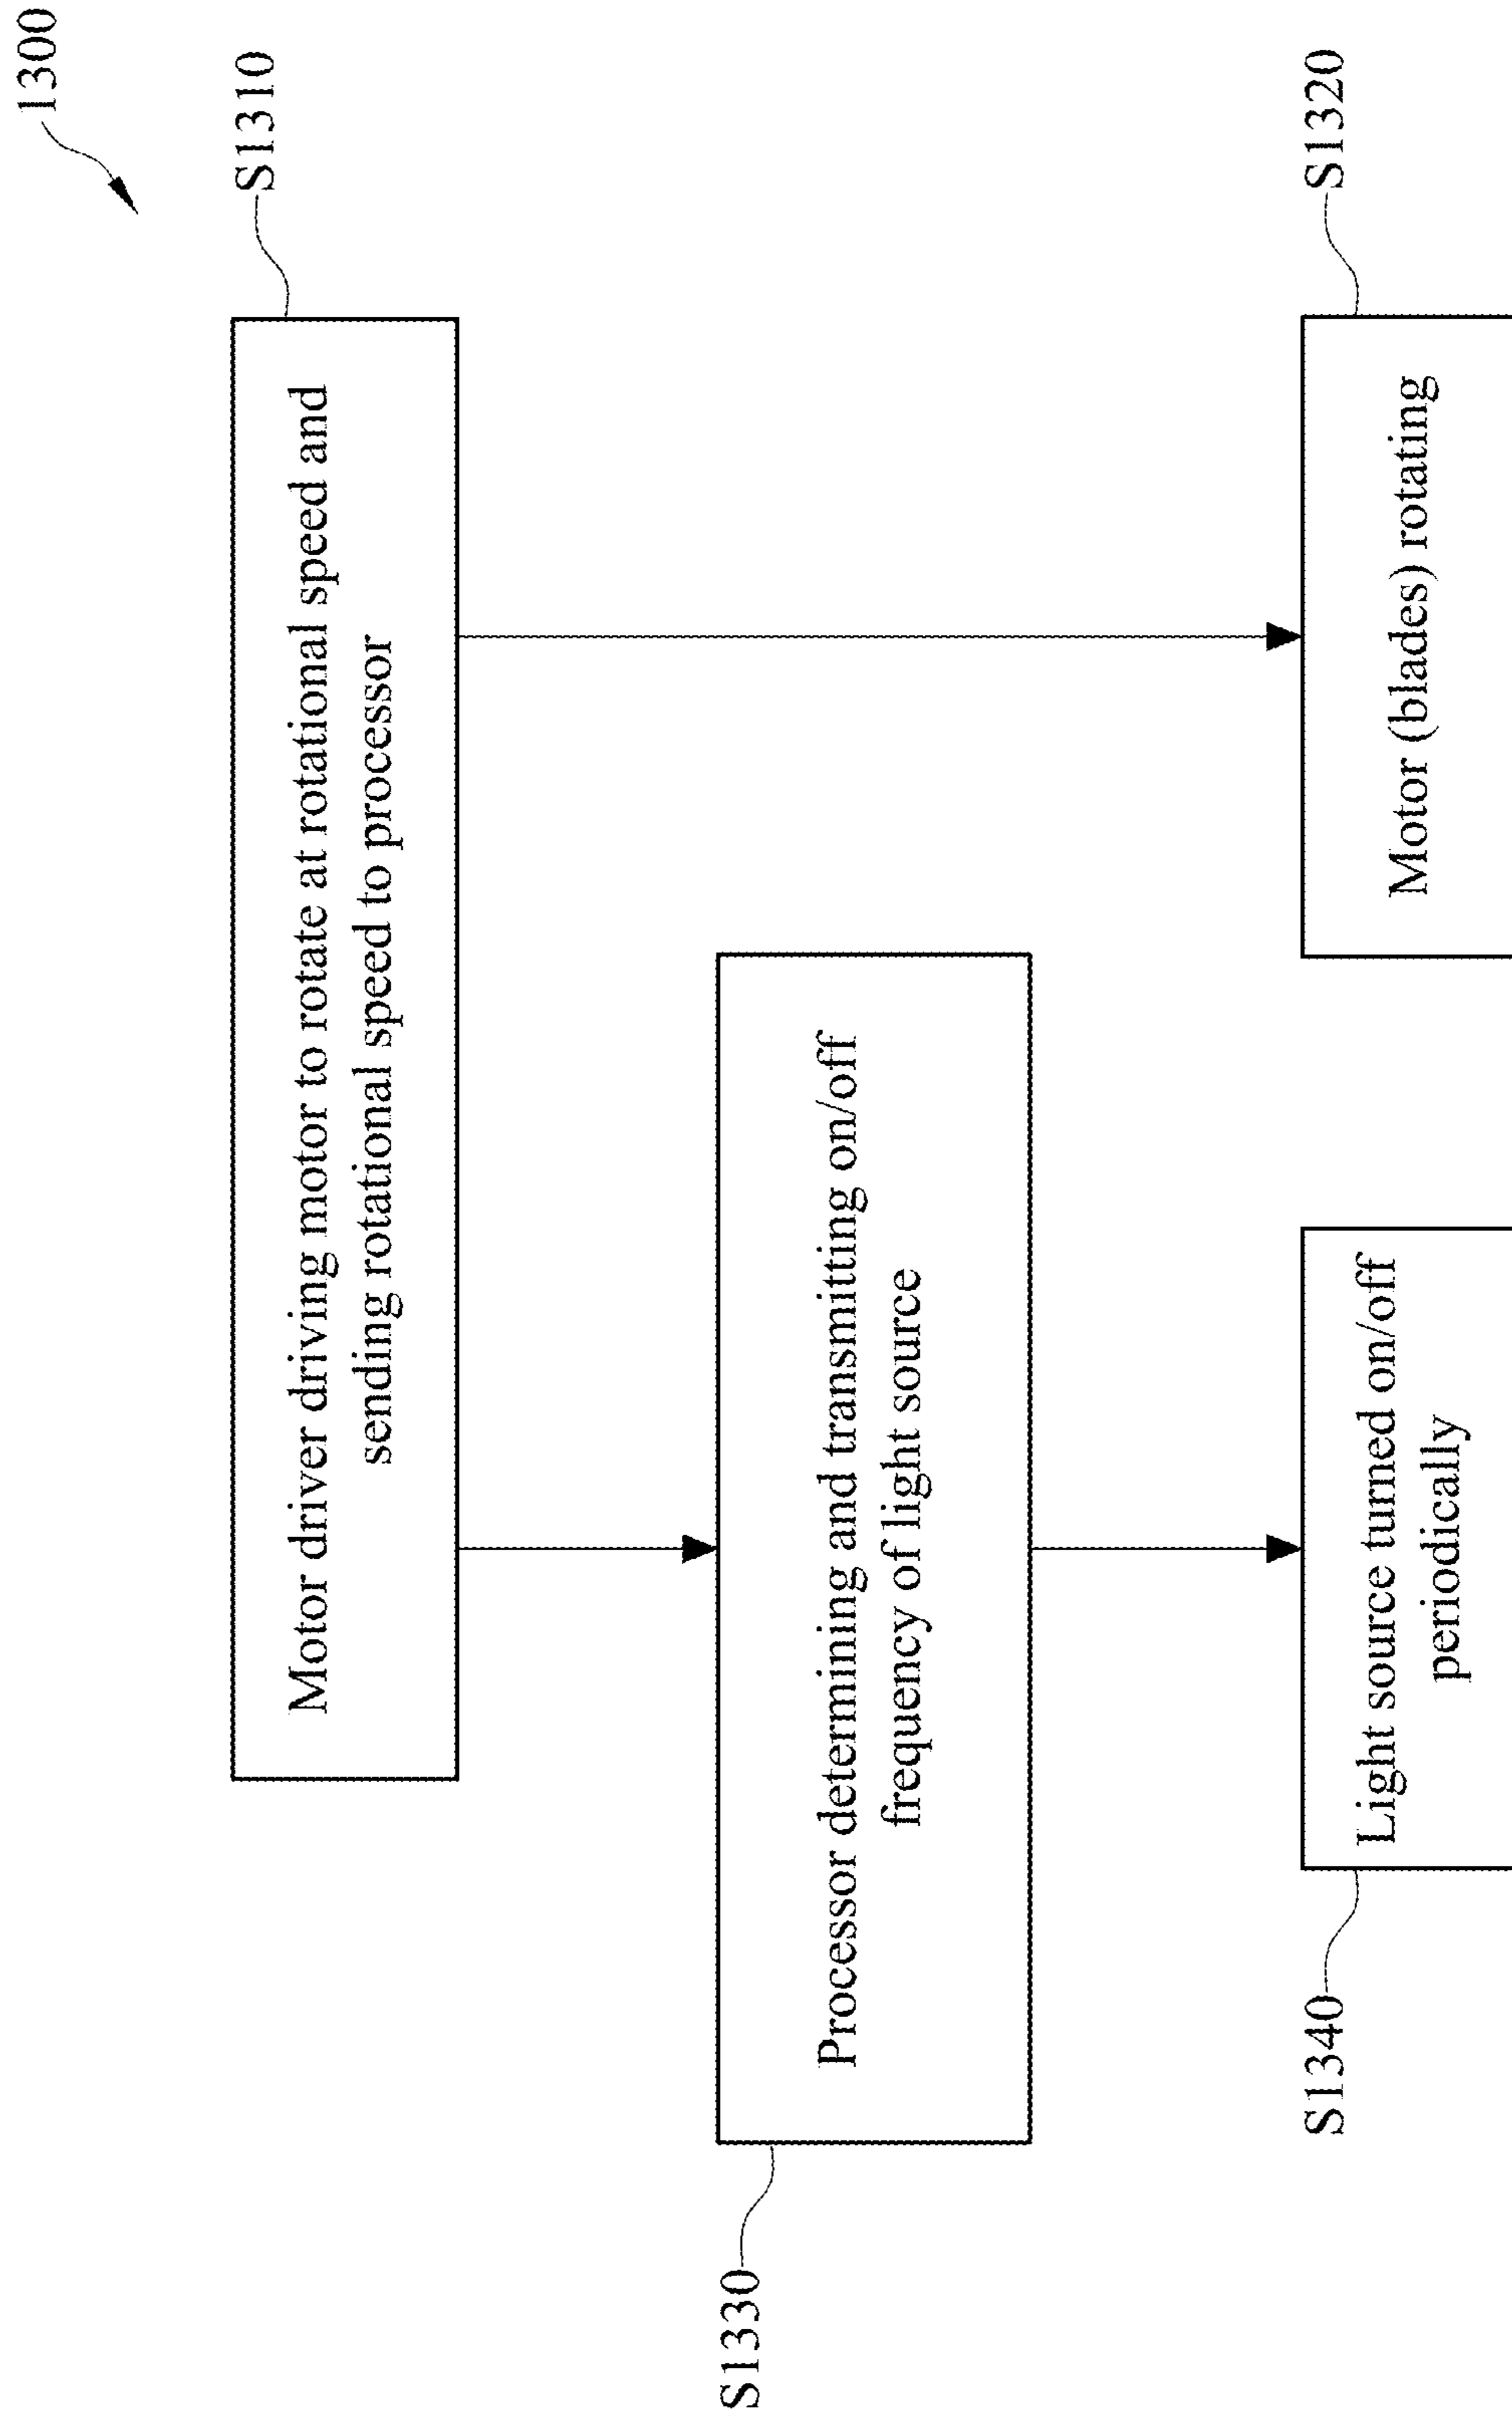 1300
S1310
Motor driver driving motor to rotate at rotational speed and
sending rotational speed to processor
S1330
Processor determining and transmitting on/off
frequency of light source
S1340
Light source turned on/off
periodically
S1320
Motor (blades) rotating